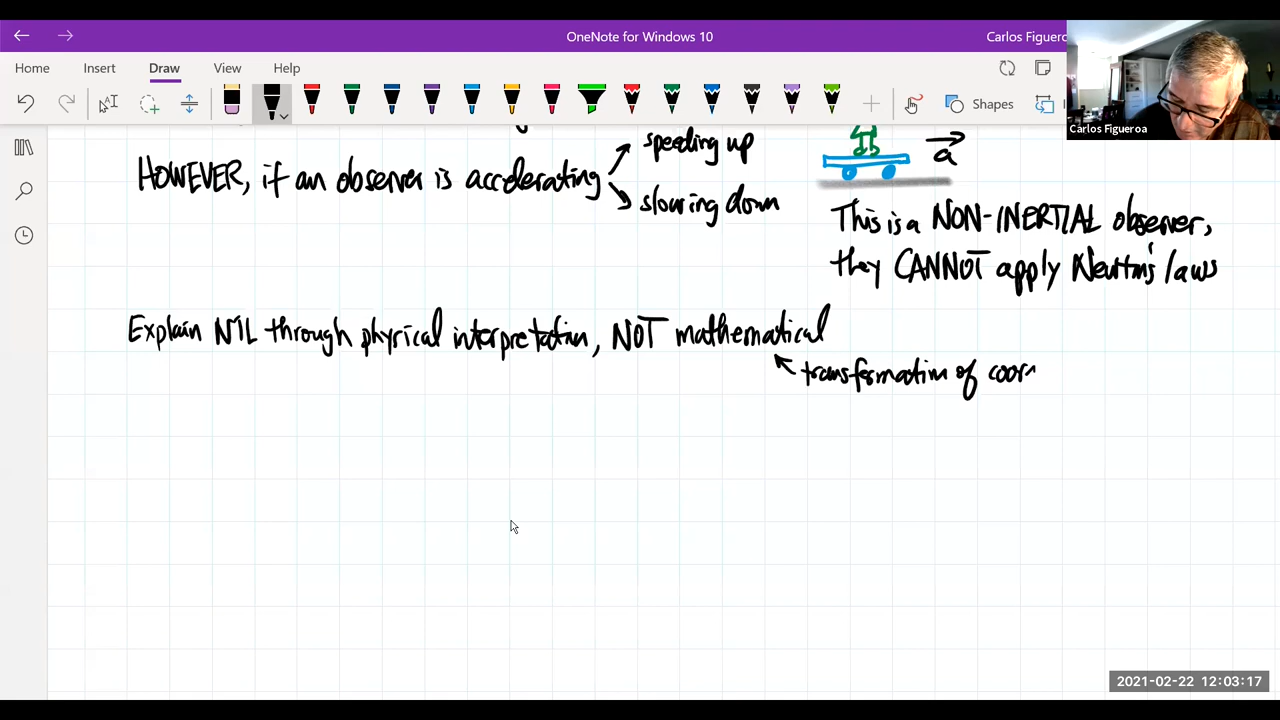 OneNote for Windows 10
Carlos Figueroa
Home Insert Draw View Help
Shapes
Carlos Figueroa
speeding up
HOWEVER, if an observer is accelerating
slowing down
a
This is a NON-INERTIAL observer,
they CANNOT apply Newton's laws
Explain N1L through physical interpretation, NOT mathematical
transformation of coor
2021-02-22 12:03:17